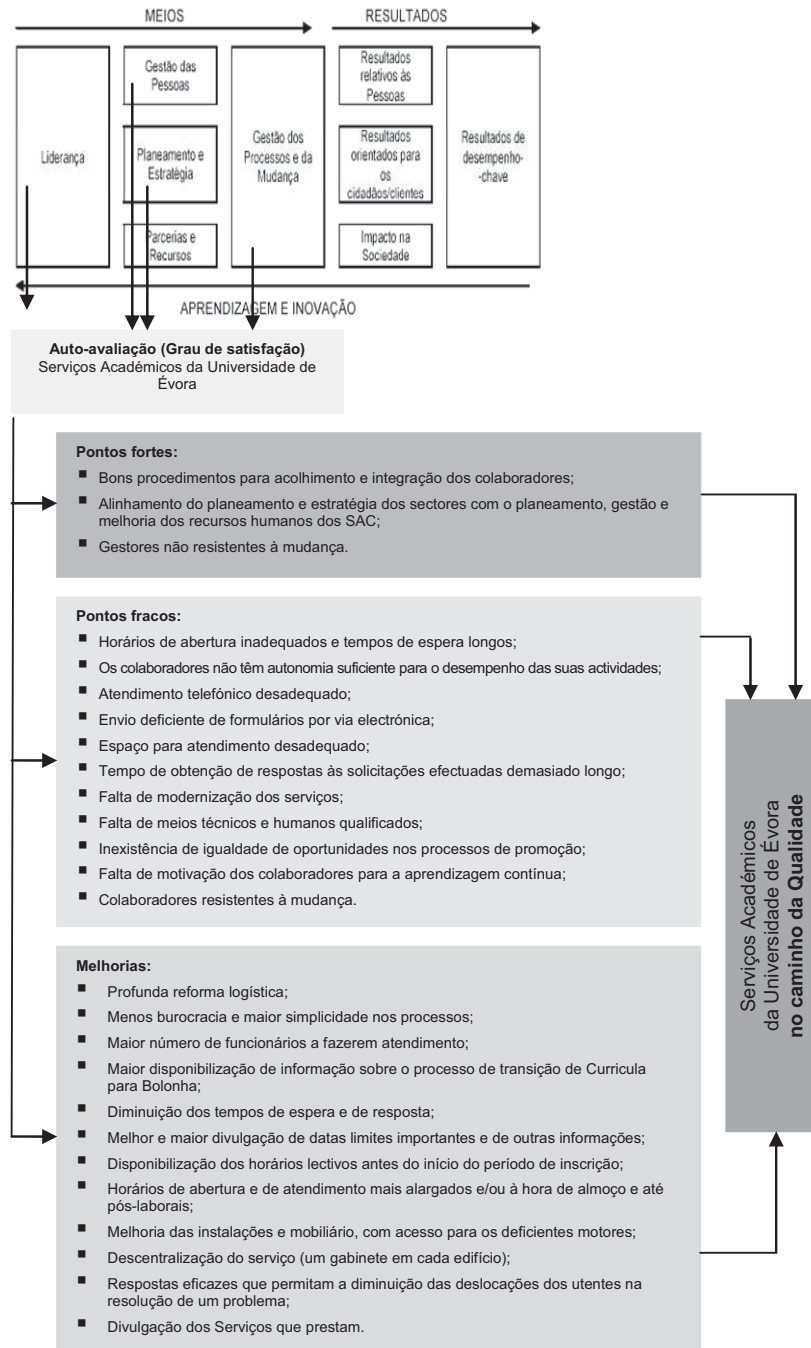 MEIOS
RESULTADOS
Liderança
Gestão das
Pessoas
Planeamento e
Estratégia
Parcerias e
Recursos
Gestão dos
Processos e da
Mudança
Resultados
relativos às
Pessoas
Resultados
orientados para
os
cidadãos/clientes
Impacto na
Sociedade
Resultados de
desempenho-
-chave
APRENDIZAGEM E INOVAÇÃO
Auto-avaliação (Grau de satisfação)
Serviços Académicos da Universidade de
Évora
Pontos fortes:
▪ Bons procedimentos para acolhimento e integração dos colaboradores;
▪ Alinhamento do planeamento e estratégia dos sectores com o planeamento, gestão e
melhoria dos recursos humanos dos SAC;
▪ Gestores não resistentes à mudança.
Pontos fracos:
▪ Horários de abertura inadequados e tempos de espera longos;
▪ Os colaboradores não têm autonomia suficiente para o desempenho das suas actividades;
▪ Atendimento telefónico desadequado;
▪ Envio deficiente de formulários por via electrónica;
▪ Espaço para atendimento desadequado;
▪ Tempo de obtenção de respostas às solicitações efectuadas demasiado longo;
▪ Falta de modernização dos serviços;
▪ Falta de meios técnicos e humanos qualificados;
▪ Inexistência de igualdade de oportunidades nos processos de promoção;
▪ Falta de motivação dos colaboradores para a aprendizagem contínua;
▪ Colaboradores resistentes à mudança.
Melhorias:
▪ Profunda reforma logística;
▪ Menos burocracia e maior simplicidade nos processos;
▪ Maior número de funcionários a fazerem atendimento;
▪ Maior disponibilização de informação sobre o processo de transição de Curricula
para Bolonha;
▪ Diminuição dos tempos de espera e de resposta;
▪ Melhor e maior divulgação de datas limites importantes e de outras informações;
▪ Disponibilização dos horários lectivos antes do início do período de inscrição;
▪ Horários de abertura e de atendimento mais alargados e/ou à hora de almoço e até
pós-laborais;
▪ Melhoria das instalações e mobiliário, com acesso para os deficientes motores;
▪ Descentralização do serviço (um gabinete em cada edifício);
▪ Respostas eficazes que permitam a diminuição das deslocações dos utentes na
resolução de um problema;
▪ Divulgação dos Serviços que prestam.
Serviços Académicos
da Universidade de Évora
no caminho da Qualidade